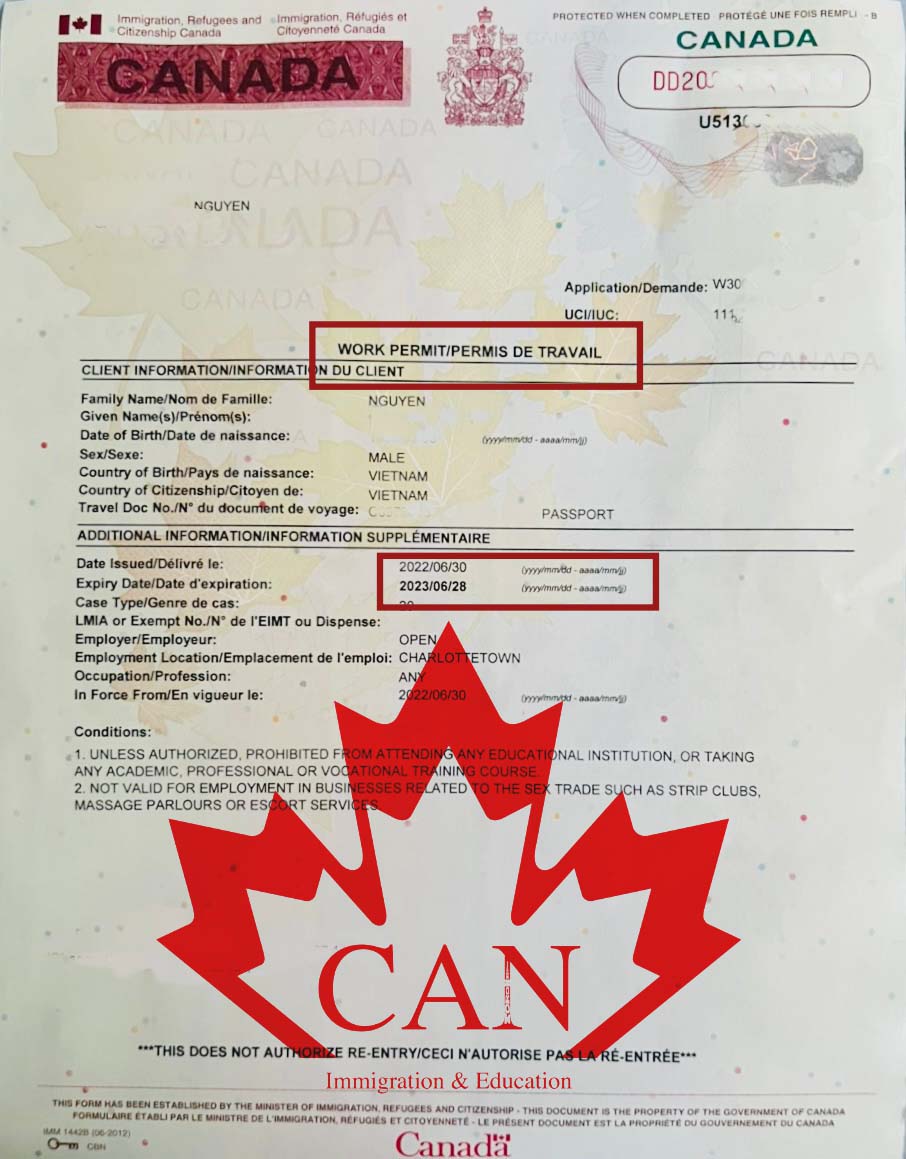 Immigration, Refugees and Citizenship Canada
Immigration, Réfugiés et Citoyenneté Canada
PROTECTED WHEN COMPLETED PROTÉGÉ UNE FOIS REMPLI - B
CANADA
CANADA
DD20
U513
CANADA CANADA
CANADA
CANADA
NGUYEN
CANADA
Application/Demande: W30
UCI/IUC: 111
WORK PERMIT/PERMIS DE TRAVAIL
CANADA
CLIENT INFORMATION/INFORMATION DU CLIENT
Family Name/Nom de Famille: NGUYEN
Given Name(s)/Prénom(s):
Date of Birth/Date de naissance: (yyyy/mm/dd - aaaa/mm/jj)
Sex/Sexe: MALE
Country of Birth/Pays de naissance: VIETNAM
Country of Citizenship/Citoyen de: VIETNAM
Travel Doc No./N° du document de voyage: PASSPORT
ADDITIONAL INFORMATION/INFORMATION SUPPLÉMENTAIRE
Date Issued/Délivré le: 2022/06/30 (yyyy/mm/dd - aaaa/mm/jj)
Expiry Date/Date d'expiration: 2023/06/28 (yyyy/mm/dd - aaaa/mm/jj)
Case Type/Genre de cas:
LMIA or Exempt No./N° de l'EIMT ou Dispense:
Employer/Employeur: OPEN
Employment Location/Emplacement de l'emploi: CHARLOTTETOWN
Occupation/Profession: ANY
In Force From/En vigueur le: 2022/06/30 (yyyy/mm/dd - aaaa/mm/jj)
Conditions:
1. UNLESS AUTHORIZED, PROHIBITED FROM ATTENDING ANY EDUCATIONAL INSTITUTION, OR TAKING
ANY ACADEMIC, PROFESSIONAL OR VOCATIONAL TRAINING COURSE.
2. NOT VALID FOR EMPLOYMENT IN BUSINESSES RELATED TO THE SEX TRADE SUCH AS STRIP CLUBS,
MASSAGE PARLOURS OR ESCORT SERVICES.
CAN
***THIS DOES NOT AUTHORIZE RE-ENTRY/CECI N'AUTORISE PAS LA RÉ-ENTRÉE***
Immigration & Education
THIS FORM HAS BEEN ESTABLISHED BY THE MINISTER OF IMMIGRATION, REFUGEES AND CITIZENSHIP - THIS DOCUMENT IS THE PROPERTY OF THE GOVERNMENT OF CANADA
FORMULAIRE ÉTABLI PAR LE MINISTRE DE L'IMMIGRATION, RÉFUGIÉS ET CITOYENNETÉ - LE PRÉSENT DOCUMENT EST LA PROPRIÉTÉ DU GOUVERNEMENT DU CANADA
IMM 1442B (06-2012)
CBN
Canada